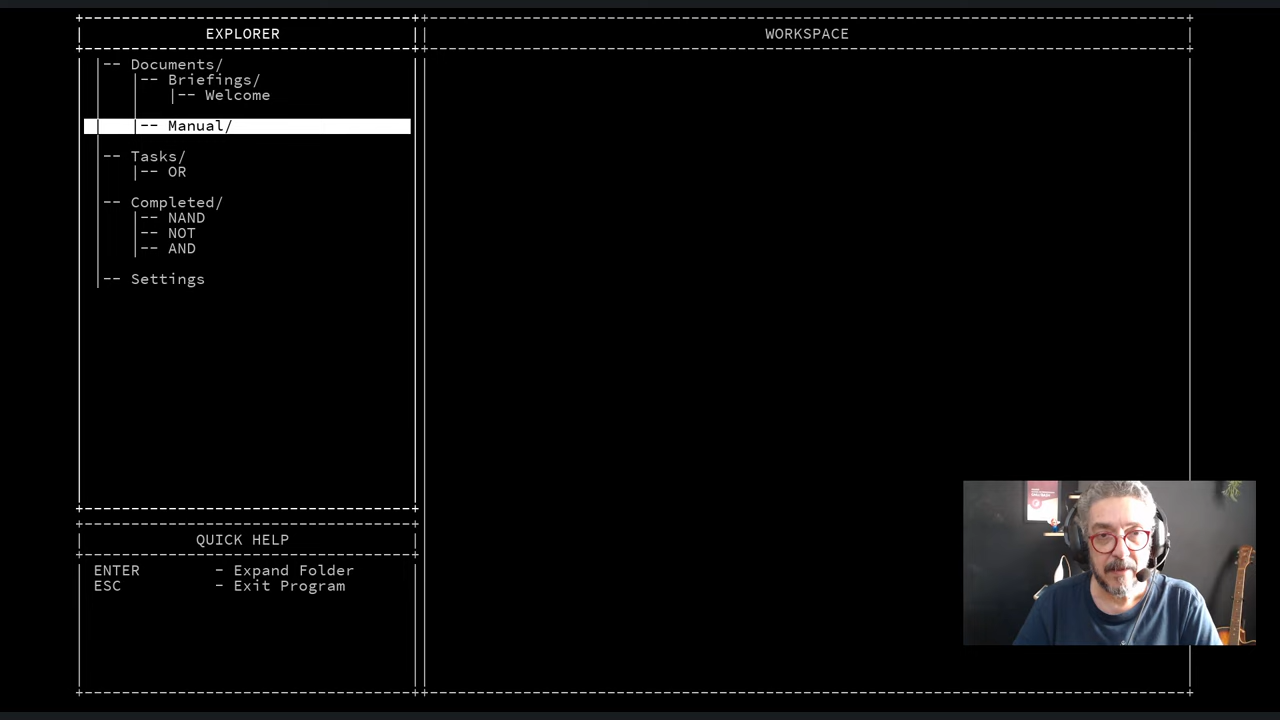 EXPLORER
WORKSPACE
|-- Documents/
|-- Briefings/
|-- Welcome
|-- Manual/
|-- Tasks/
|-- OR
|-- Completed/
|-- NAND
|-- NOT
|-- AND
|-- Settings
QUICK HELP
ENTER - Expand Folder
ESC - Exit Program